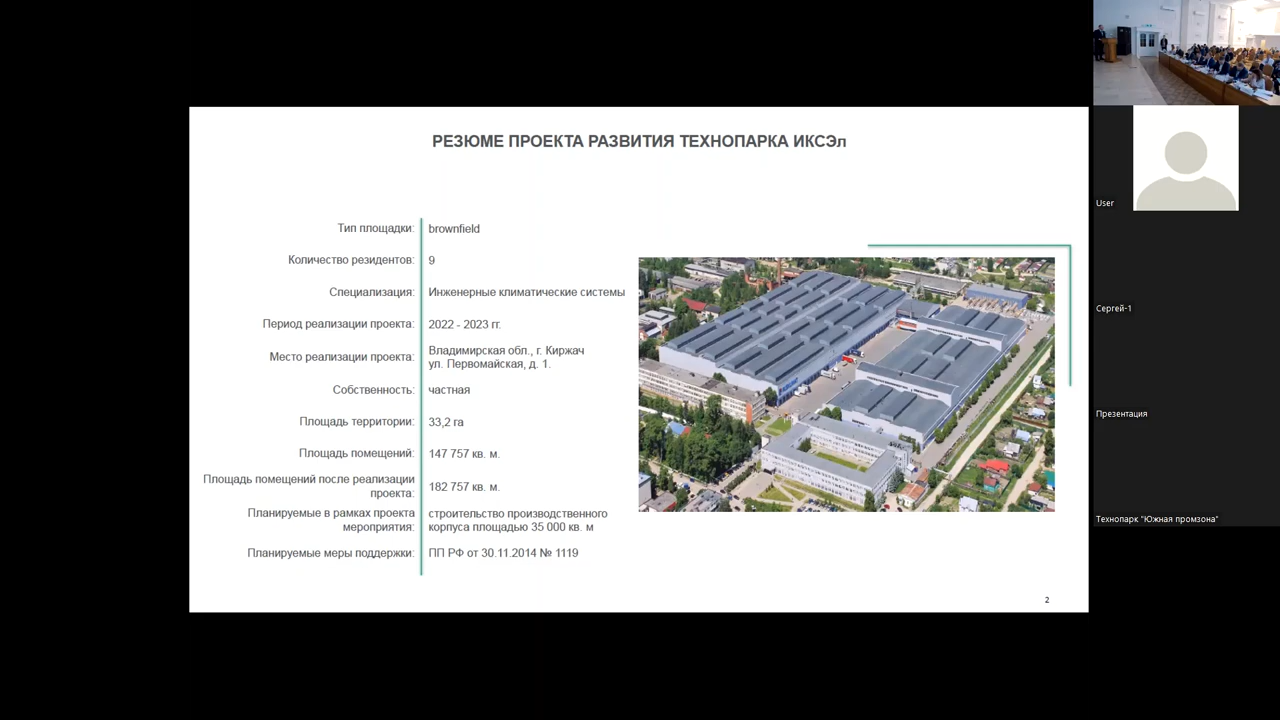 РЕЗЮМЕ ПРОЕКТА РАЗВИТИЯ ТЕХНОПАРКА ИКСЭл
Тип площадки: brownfield
Количество резидентов: 9
Специализация: Инженерные климатические системы
Период реализации проекта: 2022 - 2023 гг.
Место реализации проекта: Владимирская обл., г. Киржач
ул. Первомайская, д. 1.
Собственность: частная
Площадь территории: 33,2 га
Площадь помещений: 147 757 кв. м.
Площадь помещений после реализации
проекта: 182 757 кв. м.
Планируемые в рамках проекта
мероприятия:
строительство производственного
корпуса площадью 35 000 кв. м
Планируемые меры поддержки: ПП РФ от 30.11.2014 № 1119
2
User
Сергей-1
Презентация
Технопарк "Южная промзона"